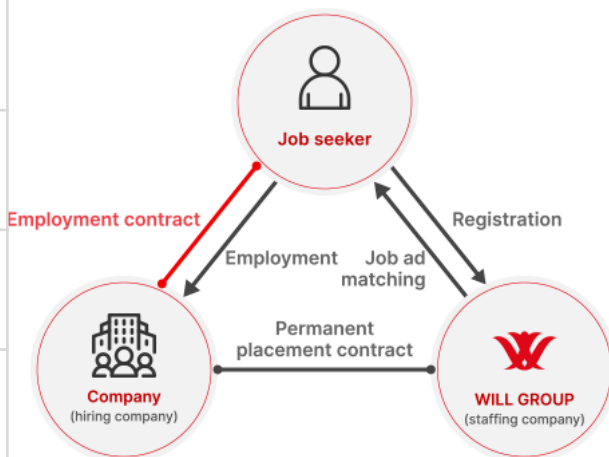 Job seeker
Employment contract
Registration
Employment
Job ad
matching
Permanent
placement contract
Company
(hiring company)
WILL GROUP
(staffing company)